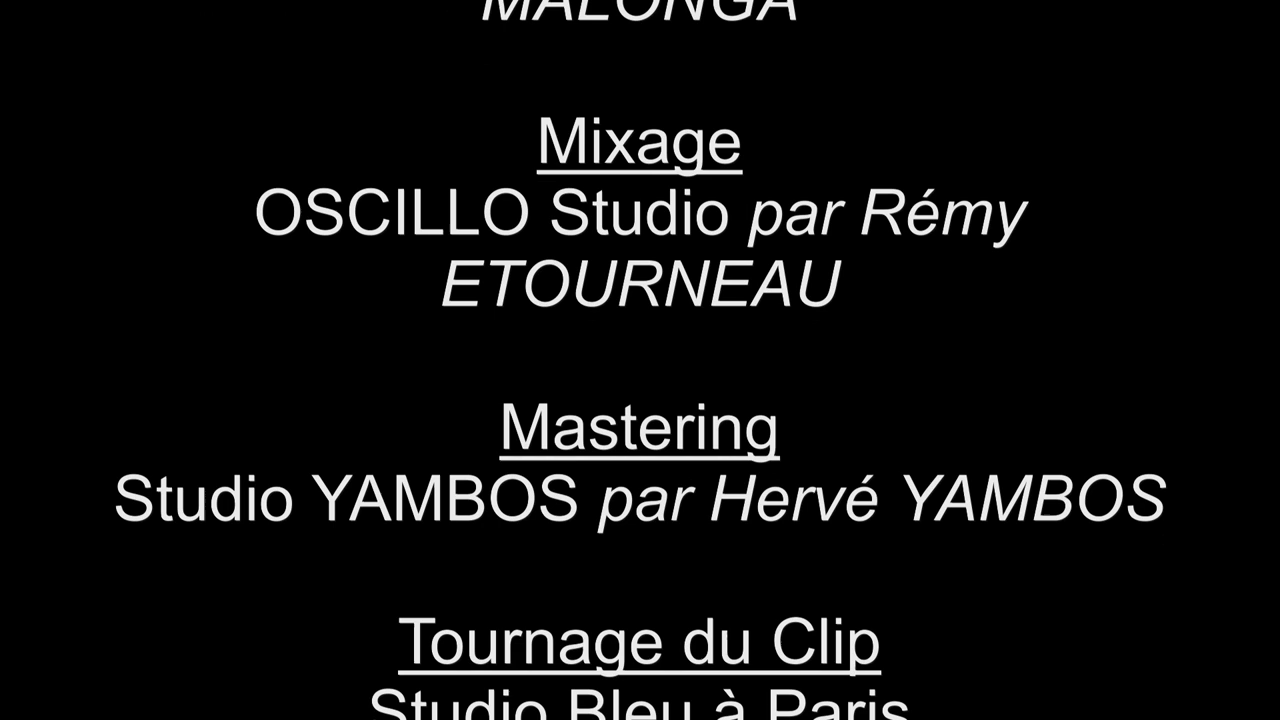 MALONGA
Mixage
OSCILLO Studio par Rémy
ETOURNEAU
Mastering
Studio YAMBOS par Hervé YAMBOS
Tournage du Clip
Studio Bleu à Paris